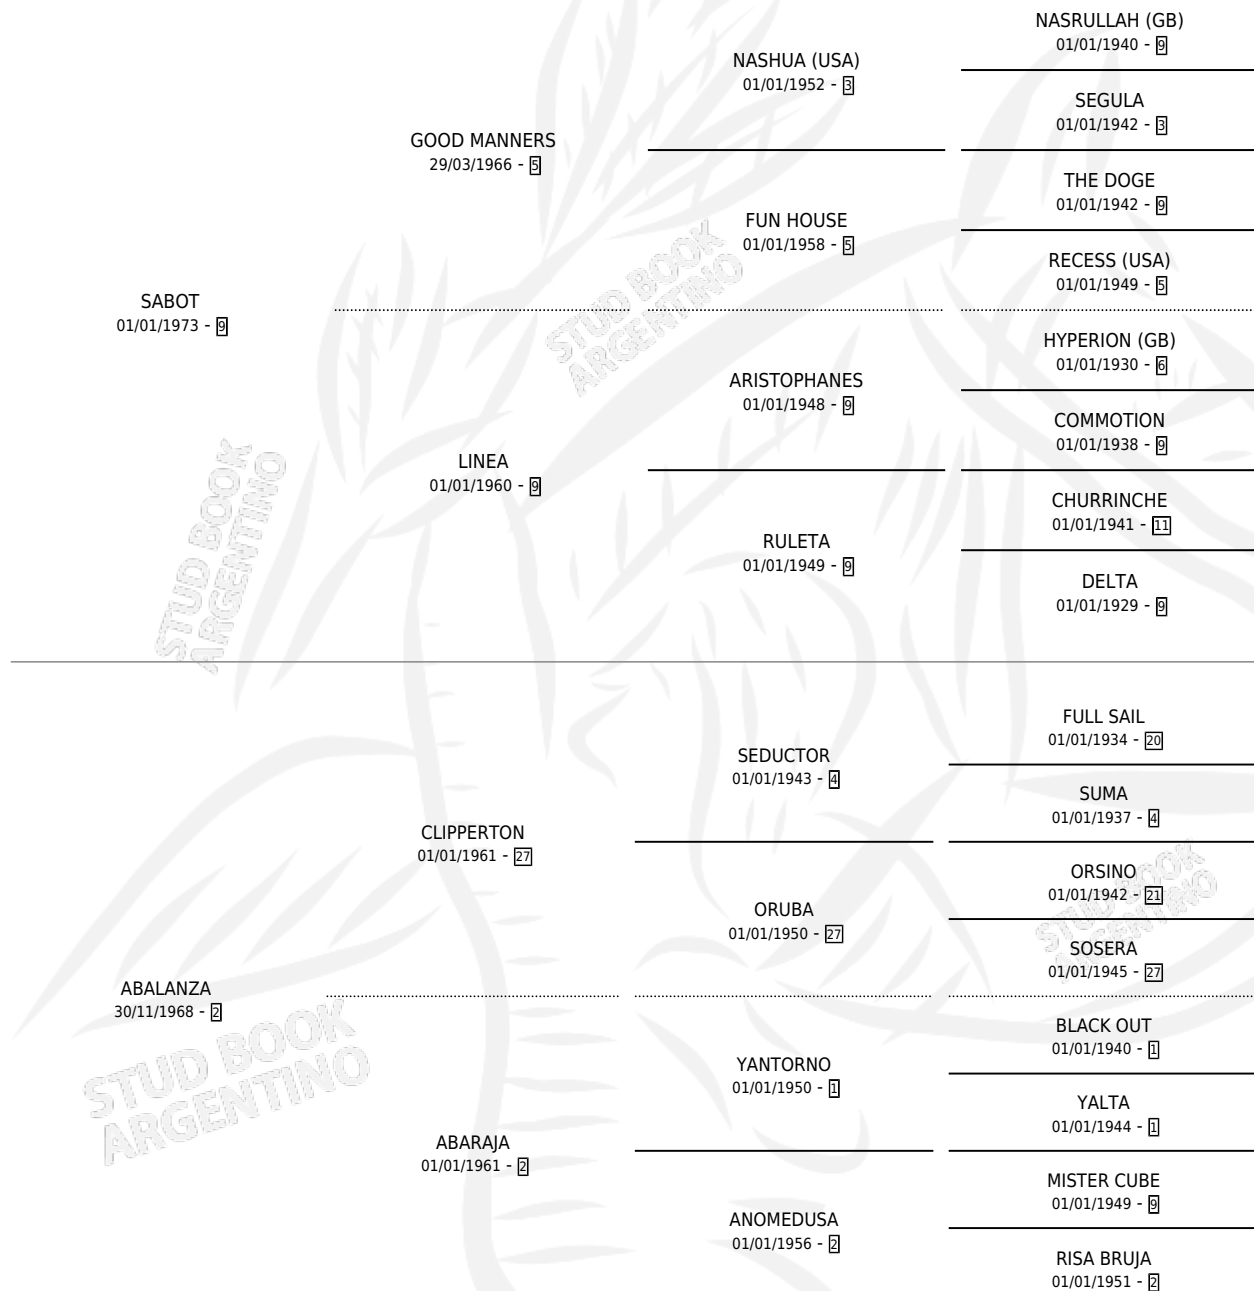 NASRULLAH (GB)
01/01/1940 - 9
NASHUA (USA)
01/01/1952 - 3
SEGULA
01/01/1942 - 3
GOOD MANNERS
29/03/1966 - 5
THE DOGE
01/01/1942 - 9
FUN HOUSE
01/01/1958 - 5
RECESS (USA)
01/01/1949 - 5
SABOT
01/01/1973 - 9
HYPERION (GB)
01/01/1930 - 6
ARISTOPHANES
01/01/1948 - 9
COMMOTION
01/01/1938 - 9
LINEA
01/01/1960 - 9
CHURRINCHE
01/01/1941 - 11
RULETA
01/01/1949 - 9
DELTA
01/01/1929 - 9
FULL SAIL
01/01/1934 - 20
SEDUCTOR
01/01/1943 - 4
SUMA
01/01/1937 - 4
CLIPPERTON
01/01/1961 - 27
ORSINO
01/01/1942 - 21
ORUBA
01/01/1950 - 27
SOSERA
01/01/1945 - 27
ABALANZA
30/11/1968 - 2
BLACK OUT
01/01/1940 - 1
YANTORNO
01/01/1950 - 1
YALTA
01/01/1944 - 1
ABARAJA
01/01/1961 - 2
MISTER CUBE
01/01/1949 - 9
ANOMEDUSA
01/01/1956 - 2
RISA BRUJA
01/01/1951 - 2
STUD BOOK
ARGENTINO
STUD BOOK
ARGENTINO
STUD BOOK
ARGENTINO
STUD BOOK
ARGENTINO